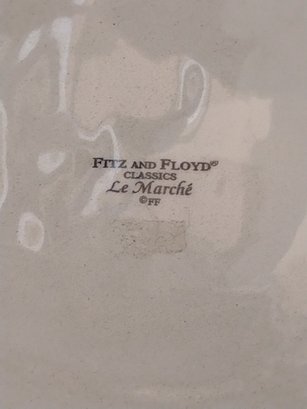 FITZ AND FLOYD®
CLASSICS
Le Marché
©FF